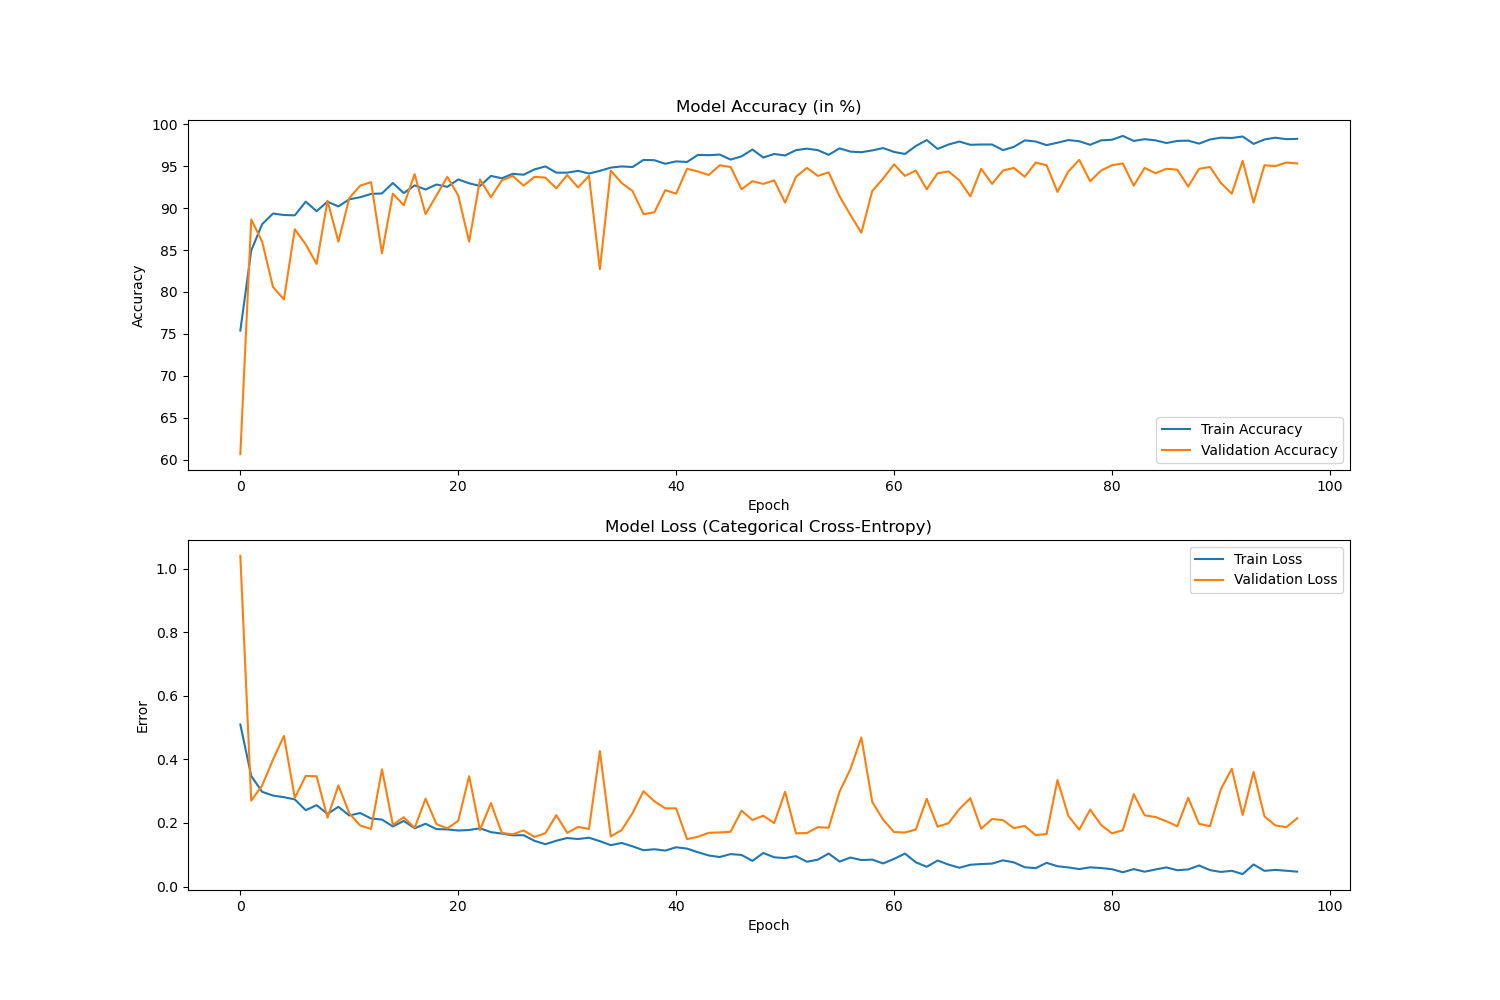 Model Accuracy (in %)
100
95
90
85
80
75
70
65
60
Accuracy
Train Accuracy
Validation Accuracy
0 20 40 60 80 100
Epoch
Model Loss (Categorical Cross-Entropy)
1.0
0.8
0.6
0.4
0.2
0.0
Error
Train Loss
Validation Loss
0 20 40 60 80 100
Epoch